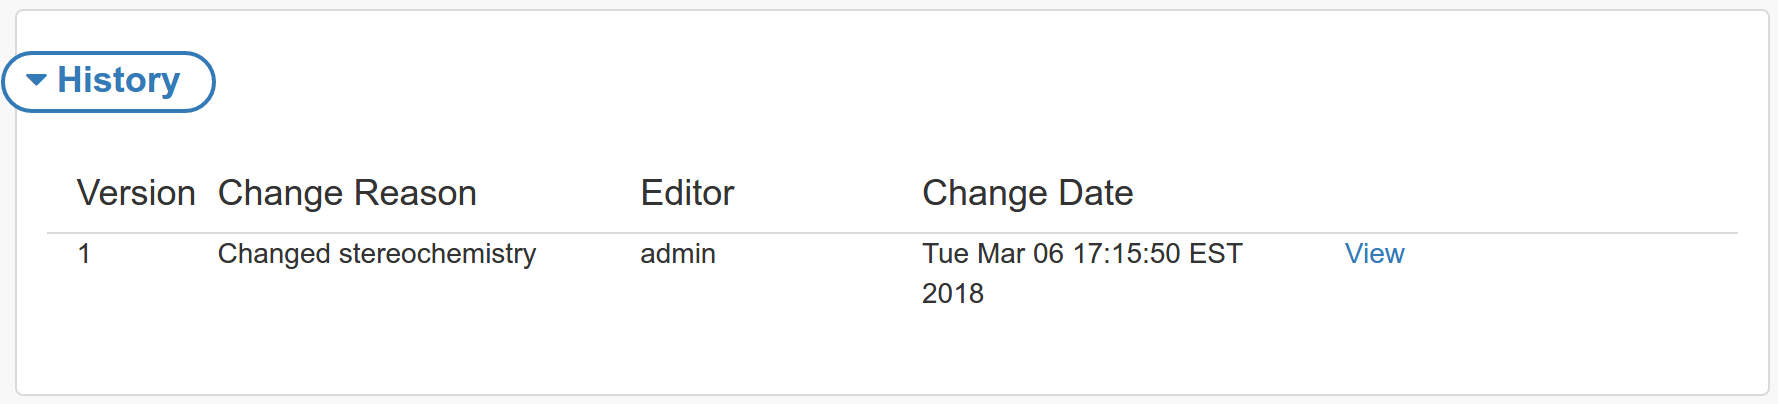 History
Version Change Reason Editor Change Date
1 Changed stereochemistry admin Tue Mar 06 17:15:50 EST View
2018